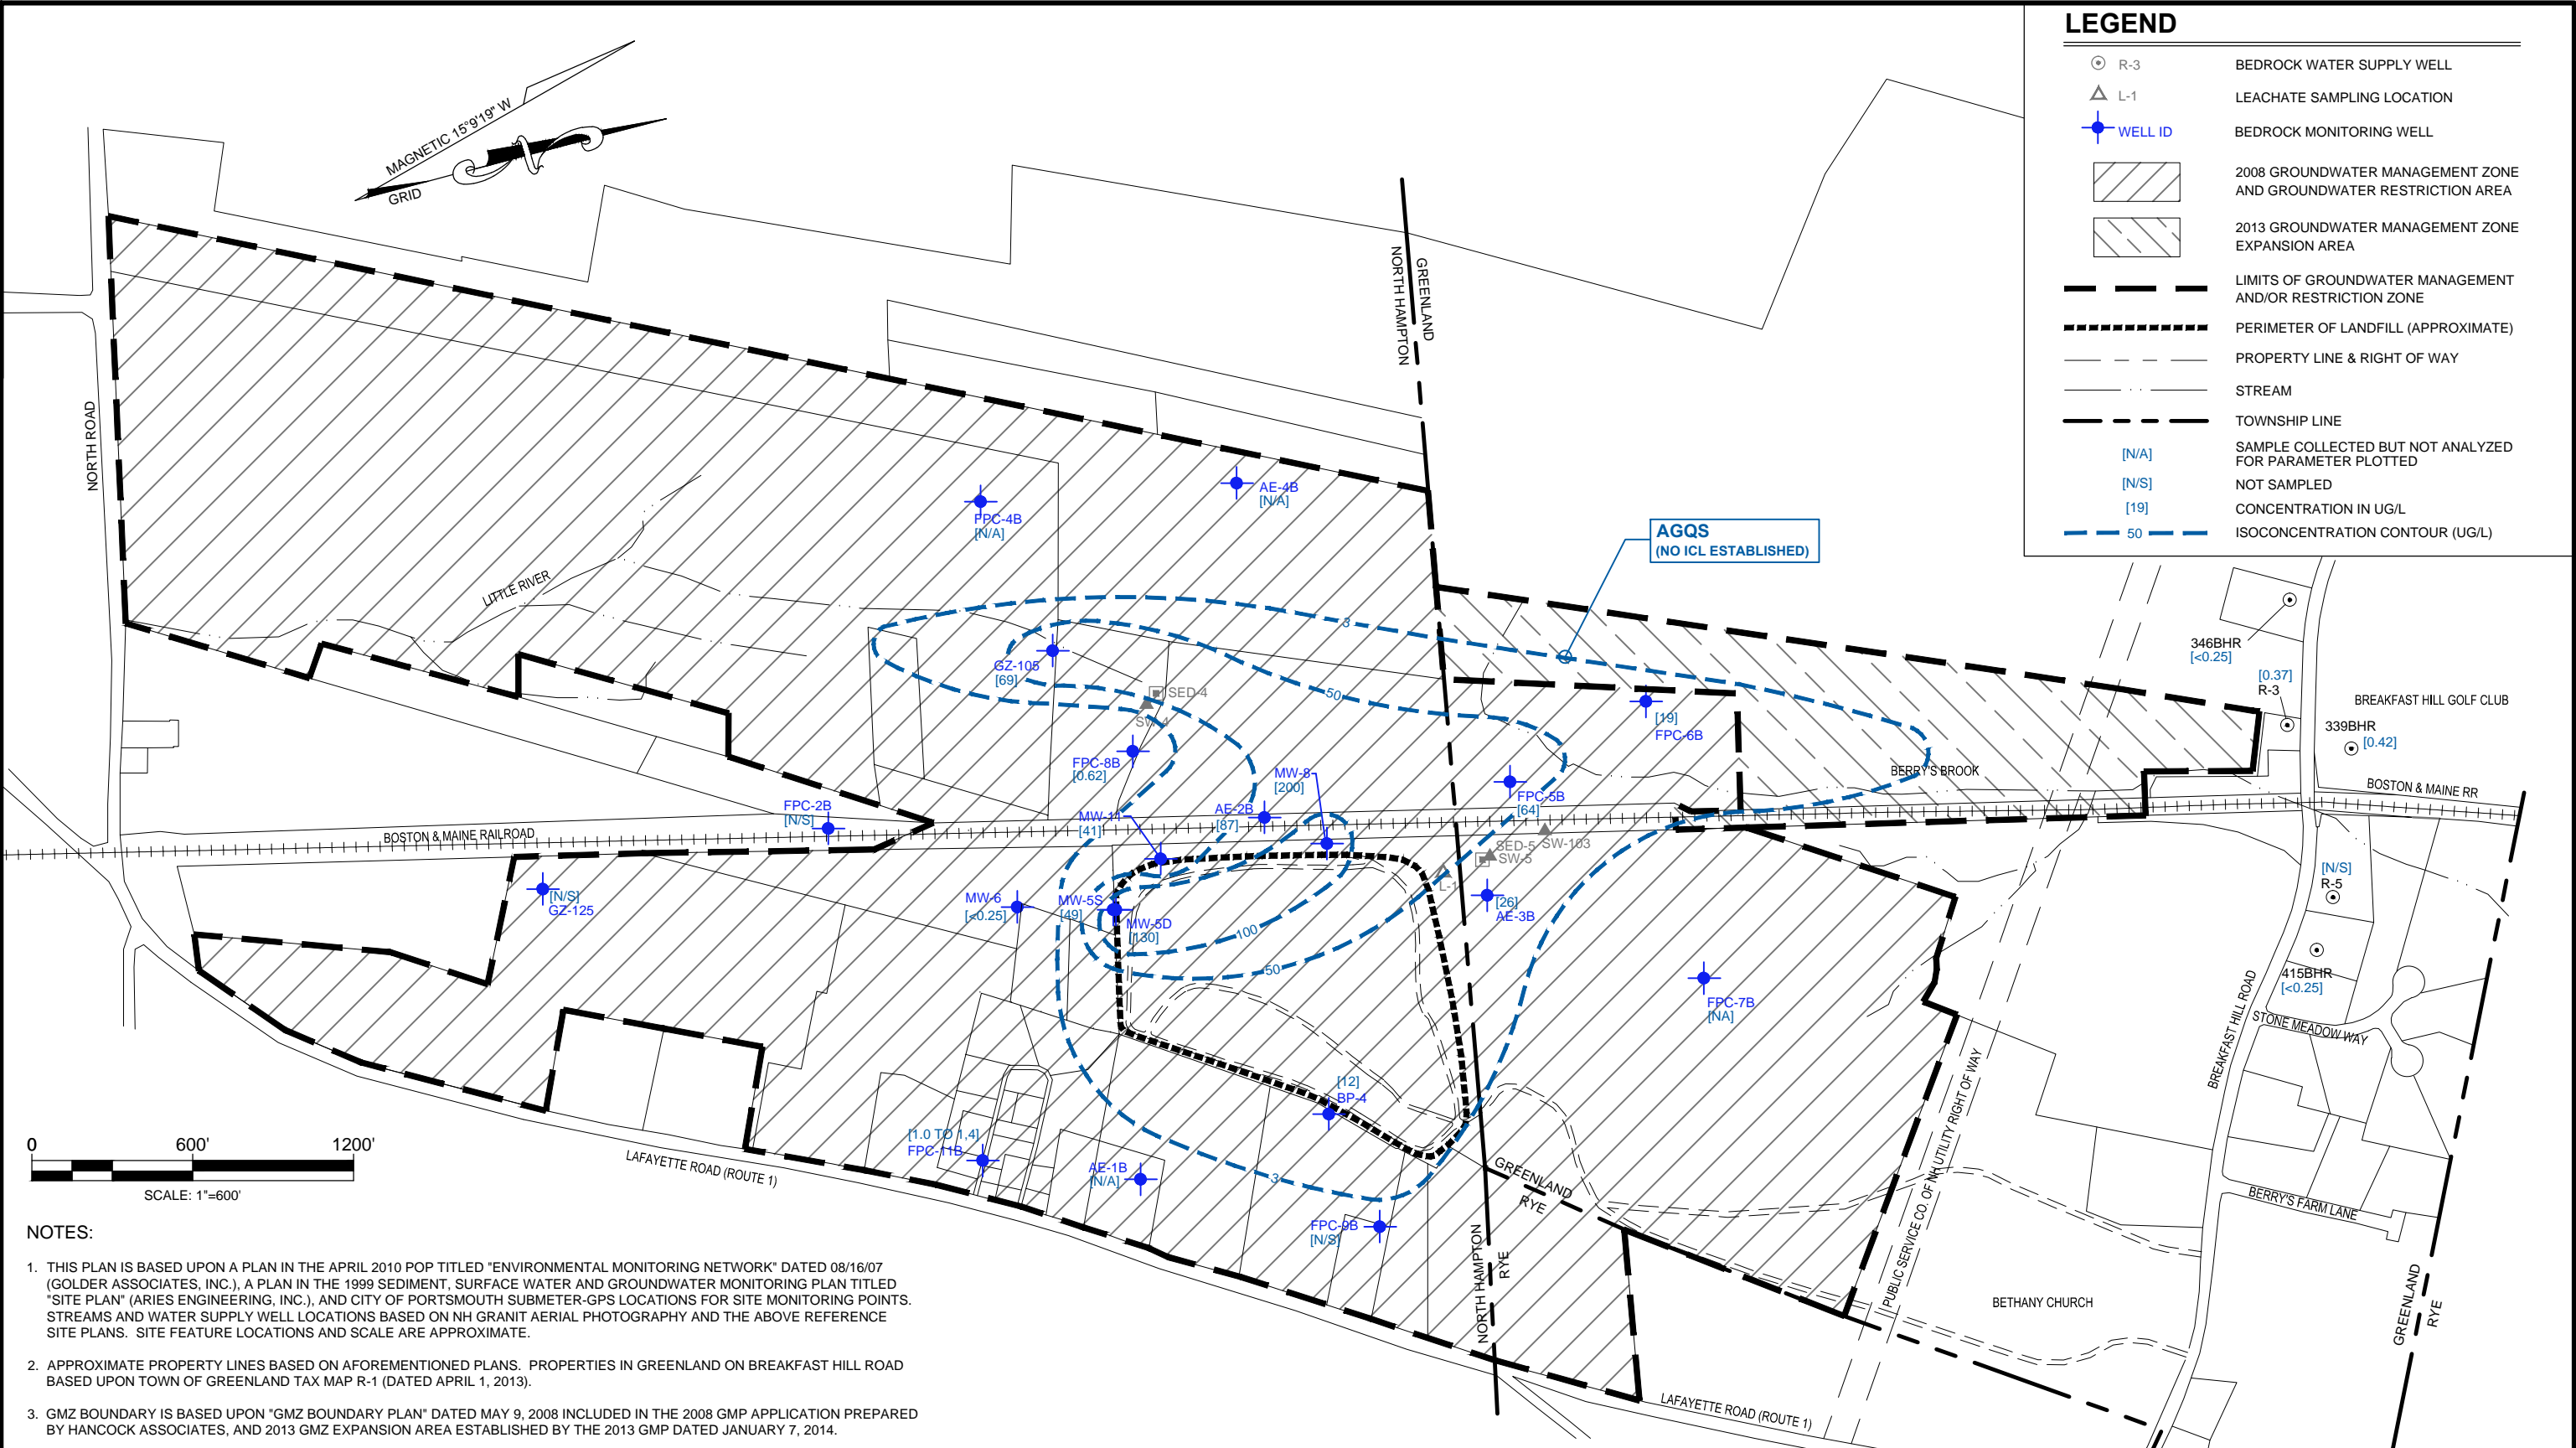 LEGEND
R-3 BEDROCK WATER SUPPLY WELL
L-1 LEACHATE SAMPLING LOCATION
WELL ID BEDROCK MONITORING WELL
2008 GROUNDWATER MANAGEMENT ZONE
AND GROUNDWATER RESTRICTION AREA
2013 GROUNDWATER MANAGEMENT ZONE
EXPANSION AREA
LIMITS OF GROUNDWATER MANAGEMENT
AND/OR RESTRICTION ZONE
PERIMETER OF LANDFILL (APPROXIMATE)
PROPERTY LINE & RIGHT OF WAY
STREAM
TOWNSHIP LINE
[N/A] SAMPLE COLLECTED BUT NOT ANALYZED
FOR PARAMETER PLOTTED
[N/S] NOT SAMPLED
[19] CONCENTRATION IN UG/L
50 ISOCONCENTRATION CONTOUR (UG/L)
MAGNETIC 15°9'19" W
N
GRID
NORTH ROAD
NORTH HAMPTON
GREENLAND
AE-4B
[N/A]
FPC-4B
[N/A]
AGQS
(NO ICL ESTABLISHED)
LITTLE RIVER
3
346BHR
[<0.25]
[0.37]
R-3
BREAKFAST HILL GOLF CLUB
339BHR
[0.42]
GZ-105
[69]
SED-4
SW-4
50
[19]
FPC-6B
FPC-8B
[0.62]
MW-8
[200]
BERRY'S BROOK
BOSTON & MAINE RR
FPC-5B
[64]
FPC-2B
[N/S]
MW-11
[41]
AE-2B
[87]
BOSTON & MAINE RAILROAD
SED-5
SW-5
SW-103
L-1
[N/S]
R-5
[N/S]
GZ-125
MW-6
[<0.25]
MW-5S
[49]
MW-5D
[130]
[26]
AE-3B
100
50
415BHR
[<0.25]
FPC-7B
[NA]
STONE MEADOW WAY
BREAKFAST HILL ROAD
PUBLIC SERVICE CO. OF NH UTILITY RIGHT OF WAY
[12]
BP-4
[1.0 TO 1,4]
FPC-11B
AE-1B
[N/A]
3
GREENLAND
RYE
FPC-9B
[N/S]
NORTH HAMPTON
RYE
BERRY'S FARM LANE
BETHANY CHURCH
GREENLAND
RYE
LAFAYETTE ROAD (ROUTE 1)
LAFAYETTE ROAD (ROUTE 1)
0 600' 1200'
SCALE: 1"=600'
NOTES:
1. THIS PLAN IS BASED UPON A PLAN IN THE APRIL 2010 POP TITLED "ENVIRONMENTAL MONITORING NETWORK" DATED 08/16/07
(GOLDER ASSOCIATES, INC.), A PLAN IN THE 1999 SEDIMENT, SURFACE WATER AND GROUNDWATER MONITORING PLAN TITLED
"SITE PLAN" (ARIES ENGINEERING, INC.), AND CITY OF PORTSMOUTH SUBMETER-GPS LOCATIONS FOR SITE MONITORING POINTS.
STREAMS AND WATER SUPPLY WELL LOCATIONS BASED ON NH GRANIT AERIAL PHOTOGRAPHY AND THE ABOVE REFERENCE
SITE PLANS. SITE FEATURE LOCATIONS AND SCALE ARE APPROXIMATE.
2. APPROXIMATE PROPERTY LINES BASED ON AFOREMENTIONED PLANS. PROPERTIES IN GREENLAND ON BREAKFAST HILL ROAD
BASED UPON TOWN OF GREENLAND TAX MAP R-1 (DATED APRIL 1, 2013).
3. GMZ BOUNDARY IS BASED UPON "GMZ BOUNDARY PLAN" DATED MAY 9, 2008 INCLUDED IN THE 2008 GMP APPLICATION PREPARED
BY HANCOCK ASSOCIATES, AND 2013 GMZ EXPANSION AREA ESTABLISHED BY THE 2013 GMP DATED JANUARY 7, 2014.